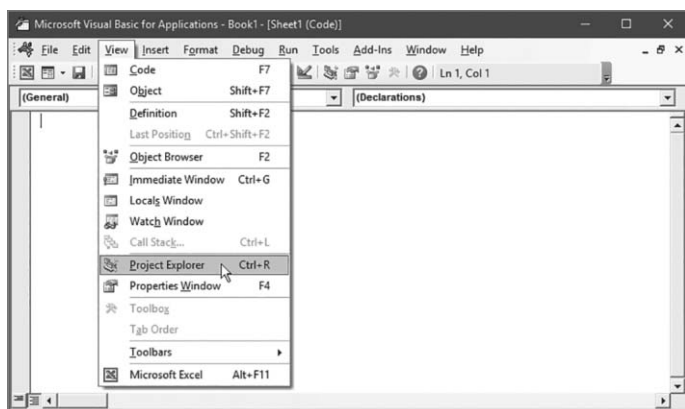 Microsoft Visual Basic for Applications - Book1 - [Sheet1 (Code)]
File Edit View Insert Format Debug Run Tools Add-Ins Window Help
Ln 1, Col 1
(General) (Declarations)
Code F7
Object Shift+F7
Definition Shift+F2
Last Position Ctrl+Shift+F2
Object Browser F2
Immediate Window Ctrl+G
Locals Window
Watch Window
Call Stack... Ctrl+L
Project Explorer Ctrl+R
Properties Window F4
Toolbox
Tab Order
Toolbars
Microsoft Excel Alt+F11